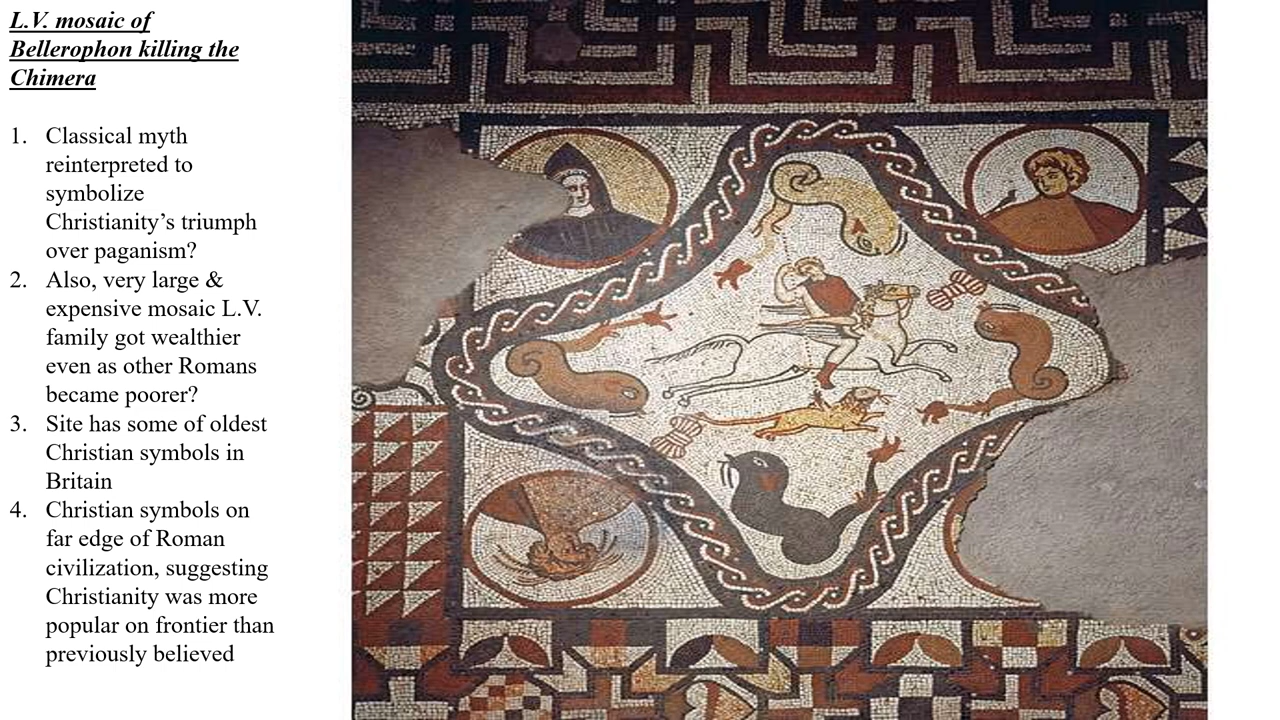 L.V. mosaic of
Bellerophon killing the
Chimera
1. Classical myth
reinterpreted to
symbolize
Christianity’s triumph
over paganism?
2. Also, very large &
expensive mosaic L.V.
family got wealthier
even as other Romans
became poorer?
3. Site has some of oldest
Christian symbols in
Britain
4. Christian symbols on
far edge of Roman
civilization, suggesting
Christianity was more
popular on frontier than
previously believed